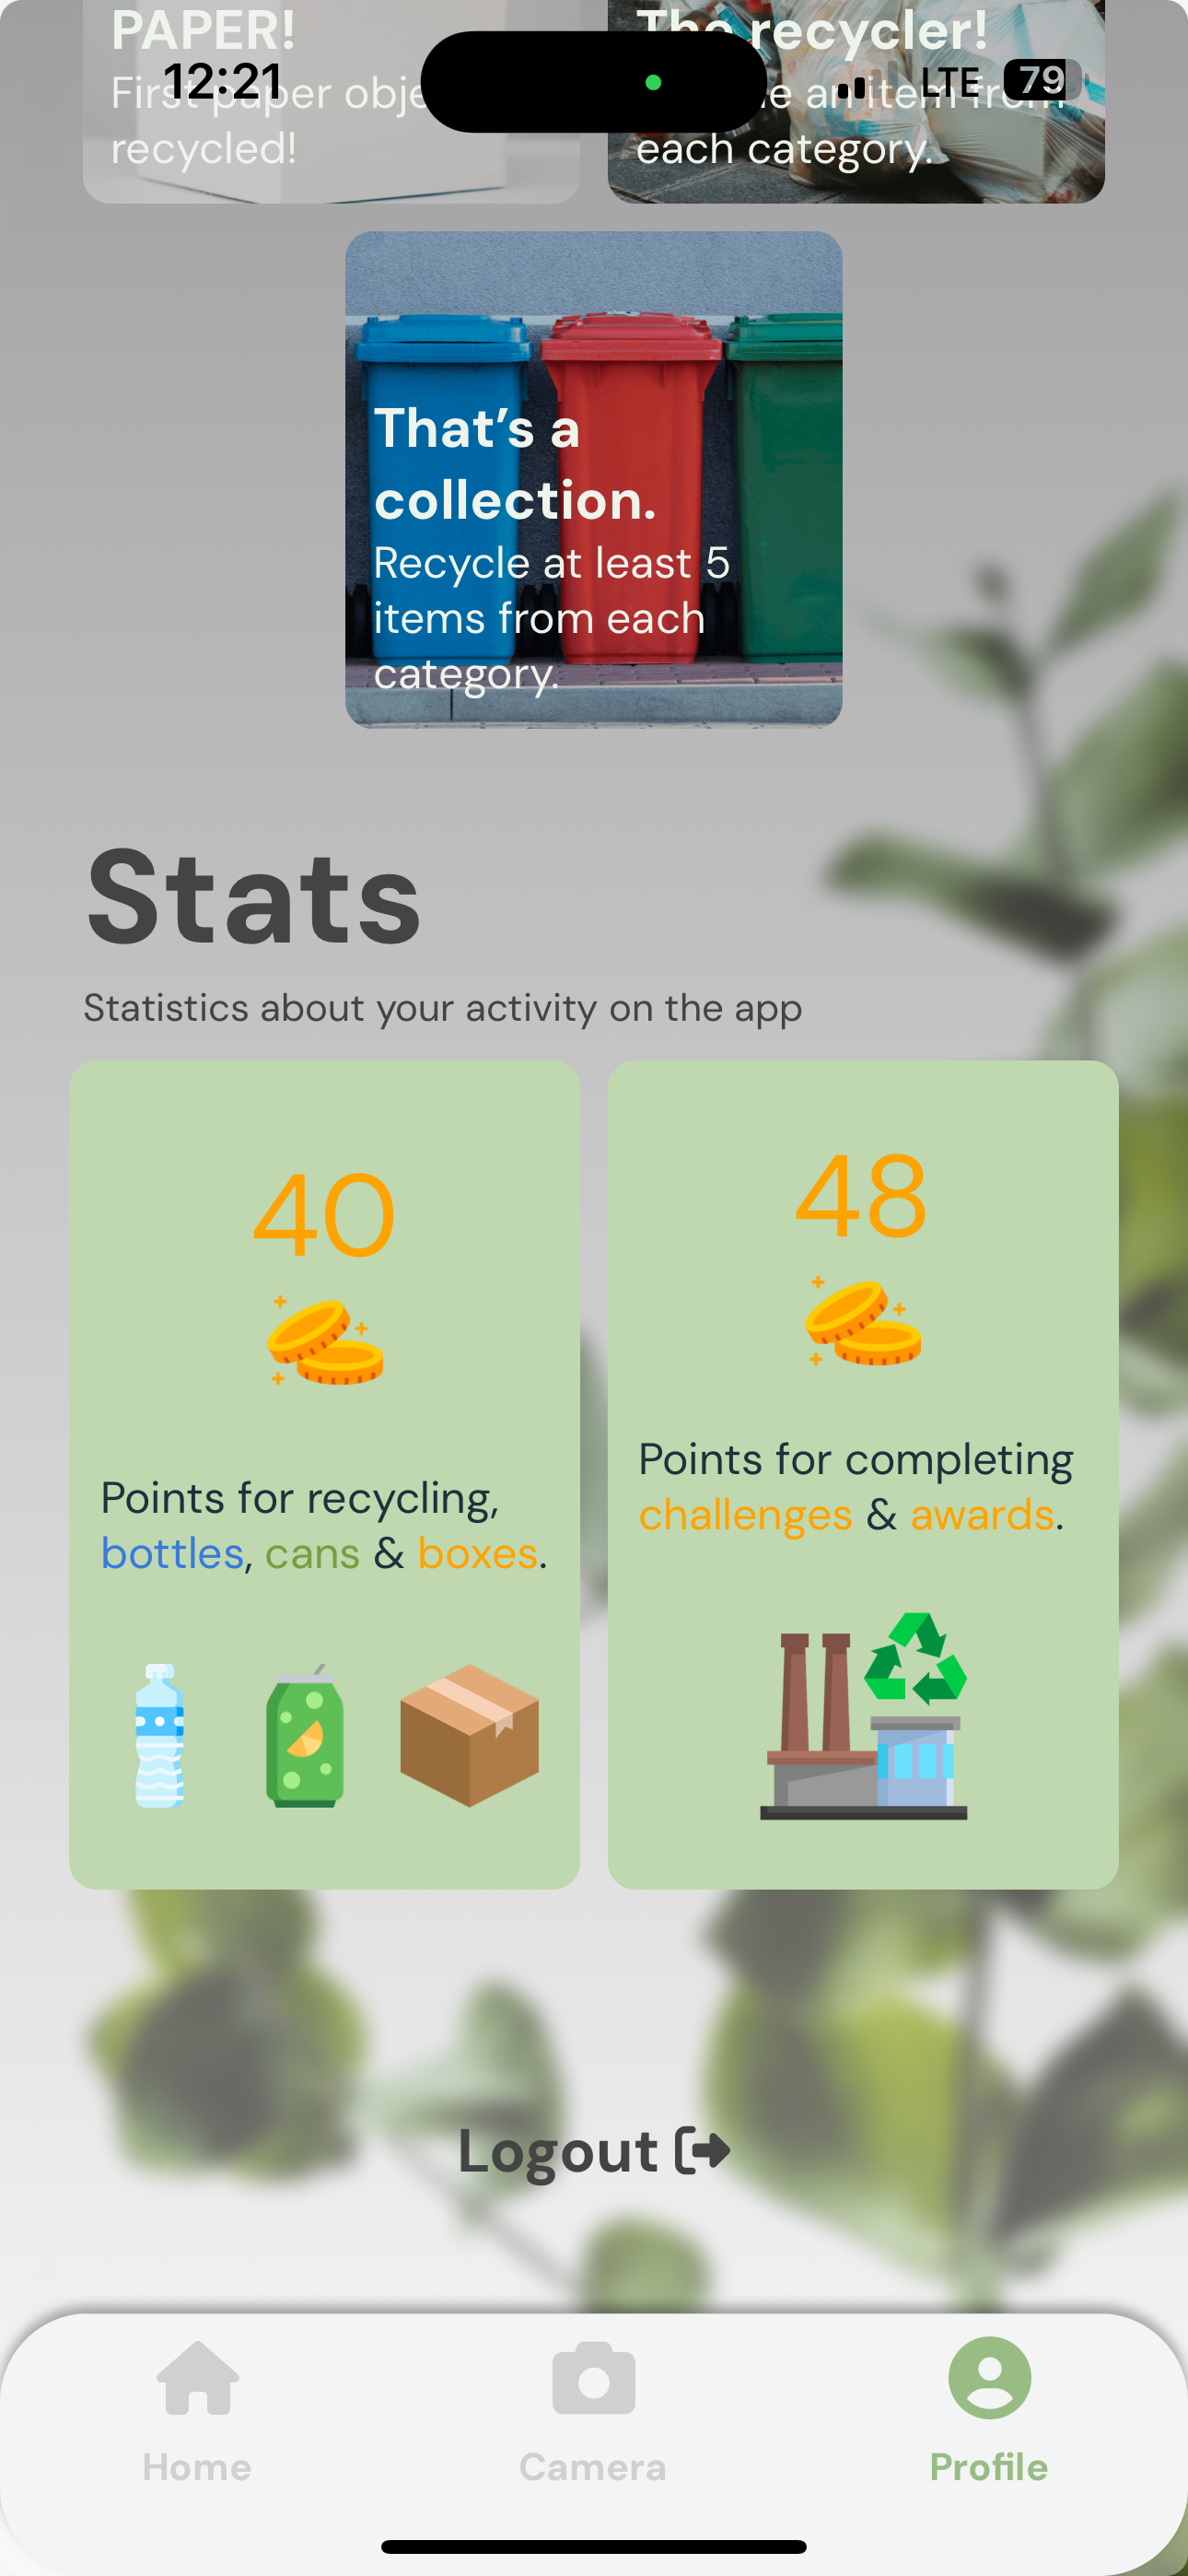 PAPER!
The recycler!
12:21
LTE
79
First paper obje
recycled!
an item from
each category.
That's a
collection.
Recycle at least 5
items from each
category.
Stats
Statistics about your activity on the app
40
Points for recycling,
bottles, cans & boxes.
48
Points for completing
challenges & awards.
Logout
Home
Camera
Profile